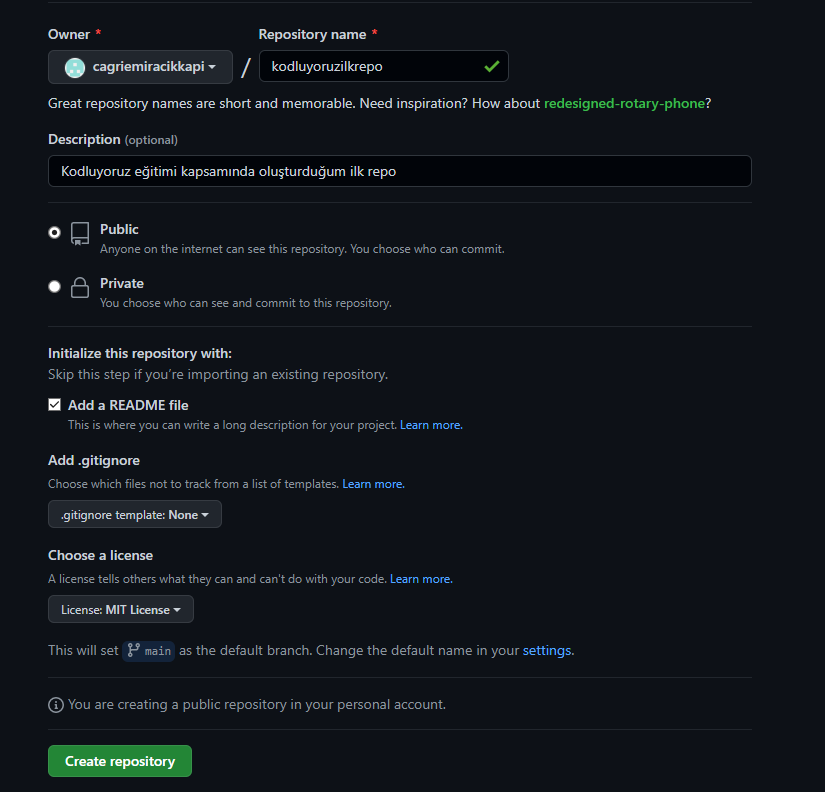 Owner * Repository name *
cagriemiracikkapi / kodluyoruzilkrepo
Great repository names are short and memorable. Need inspiration? How about redesigned-rotary-phone?
Description (optional)
Kodluyoruz eğitimi kapsamında oluşturduğum ilk repo
Public
Anyone on the internet can see this repository. You choose who can commit.
Private
You choose who can see and commit to this repository.
Initialize this repository with:
Skip this step if you're importing an existing repository.
Add a README file
This is where you can write a long description for your project. Learn more.
Add .gitignore
Choose which files not to track from a list of templates. Learn more.
.gitignore template: None
Choose a license
A license tells others what they can and can't do with your code. Learn more.
License: MIT License
This will set main as the default branch. Change the default name in your settings.
You are creating a public repository in your personal account.
Create repository